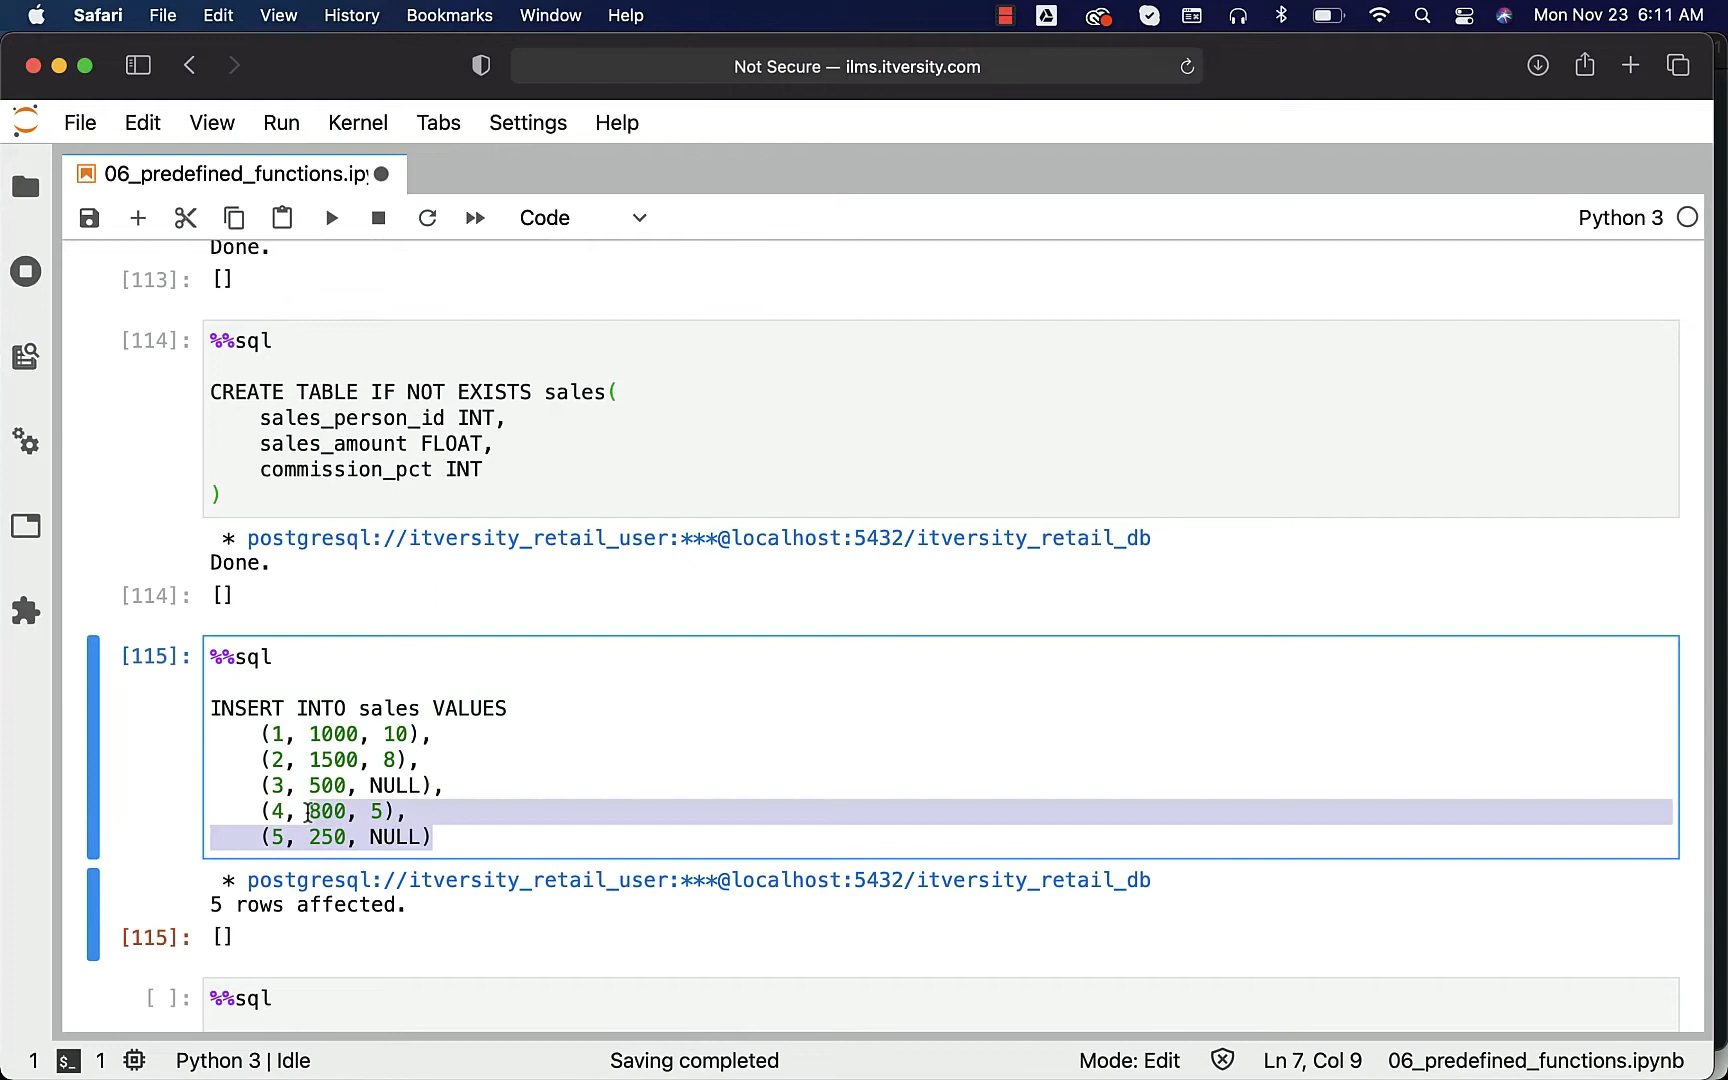 Safari File Edit View History Bookmarks Window Help Mon Nov 23 6:11 AM
Not Secure — ilms.itversity.com
File Edit View Run Kernel Tabs Settings Help
06_predefined_functions.ip
Code Python 3
Done.
[113]: []
[114]: %%sql
CREATE TABLE IF NOT EXISTS sales(
sales_person_id INT,
sales_amount FLOAT,
commission_pct INT
)
* postgresql://itversity_retail_user:***@localhost:5432/itversity_retail_db
Done.
[114]: []
[115]: %%sql
INSERT INTO sales VALUES
(1, 1000, 10),
(2, 1500, 8),
(3, 500, NULL),
(4, 800, 5),
(5, 250, NULL)
* postgresql://itversity_retail_user:***@localhost:5432/itversity_retail_db
5 rows affected.
[115]: []
[ ]: %%sql
1 $_ 1 Python 3 | Idle Saving completed Mode: Edit Ln 7, Col 9 06_predefined_functions.ipynb